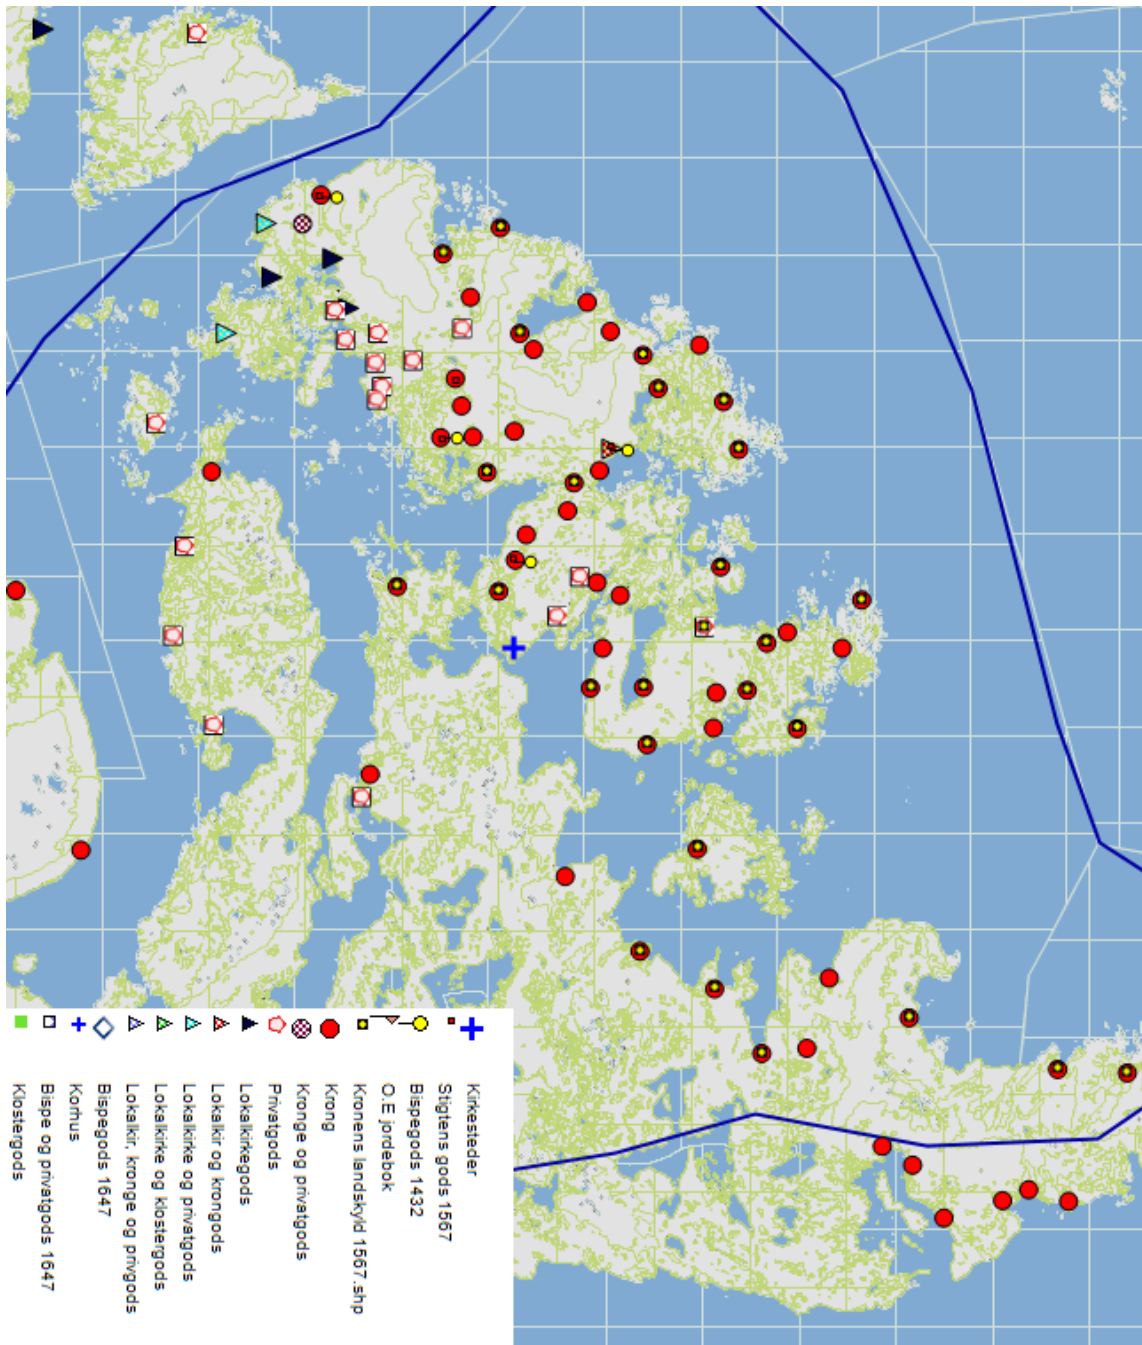 Kirkesteder
Stigtens gods 1567
Bispegods 1432
O.E jordebok
Kronens landskyld 1567.shp
Krong
Kronge og privatgods
Privatgods
Lokalkirkegods
Lokalkir og krongods
Lokalkirke og privatgods
Lokalkirke og klostergods
Lokalkir, kronge og privgods
Bispegods 1647
Korhus
Bispe og privatgods 1647
Klostergods